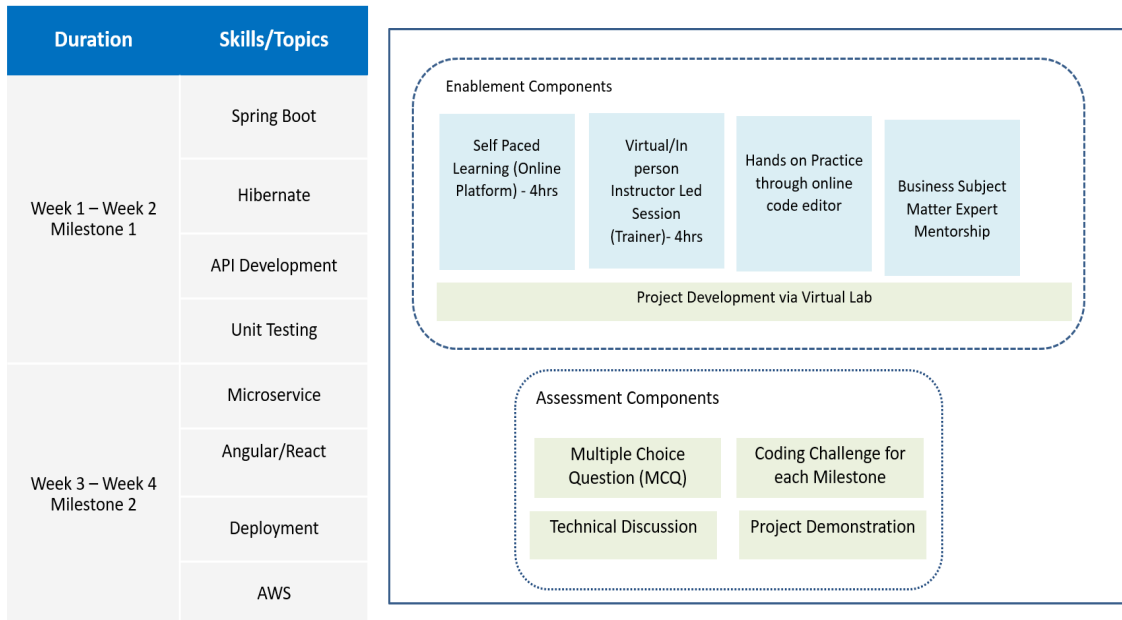 Duration
Skills/Topics
Week 1 – Week 2
Milestone 1
Spring Boot
Hibernate
API Development
Unit Testing
Week 3 – Week 4
Milestone 2
Microservice
Angular/React
Deployment
AWS
Enablement Components
Self Paced
Learning (Online
Platform) - 4hrs
Virtual/In
person
Instructor Led
Session
(Trainer)- 4hrs
Hands on Practice
through online
code editor
Business Subject
Matter Expert
Mentorship
Project Development via Virtual Lab
Assessment Components
Multiple Choice
Question (MCQ)
Coding Challenge for
each Milestone
Technical Discussion
Project Demonstration